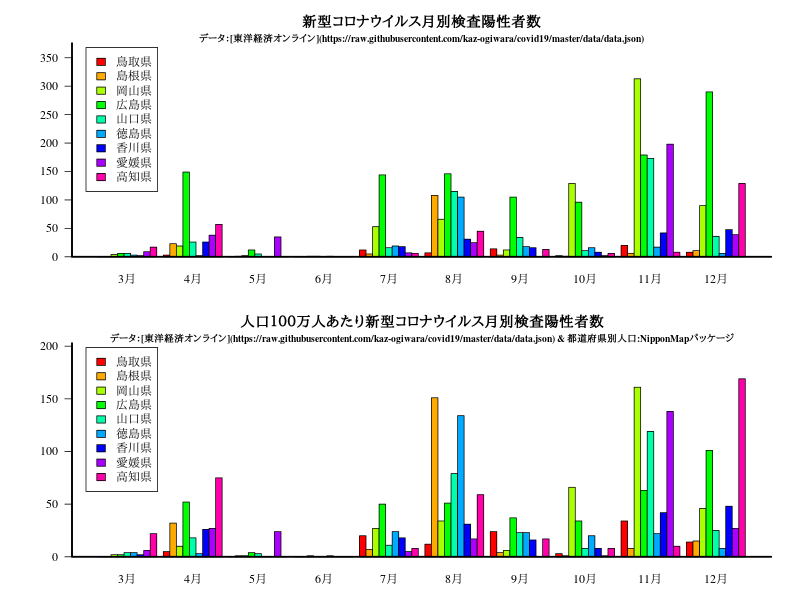 新型コロナウイルス月別検査陽性者数
データ：[東洋経済オンライン](https://raw.githubusercontent.com/kaz-ogiwara/covid19/master/data/data.json)
350
300
250
200
150
100
50
0
鳥取県
島根県
岡山県
広島県
山口県
徳島県
香川県
愛媛県
高知県
3月 4月 5月 6月 7月 8月 9月 10月 11月 12月
人口100万人あたり新型コロナウイルス月別検査陽性者数
データ：[東洋経済オンライン](https://raw.githubusercontent.com/kaz-ogiwara/covid19/master/data/data.json) & 都道府県別人口:NipponMapパッケージ
200
150
100
50
0
鳥取県
島根県
岡山県
広島県
山口県
徳島県
香川県
愛媛県
高知県
3月 4月 5月 6月 7月 8月 9月 10月 11月 12月